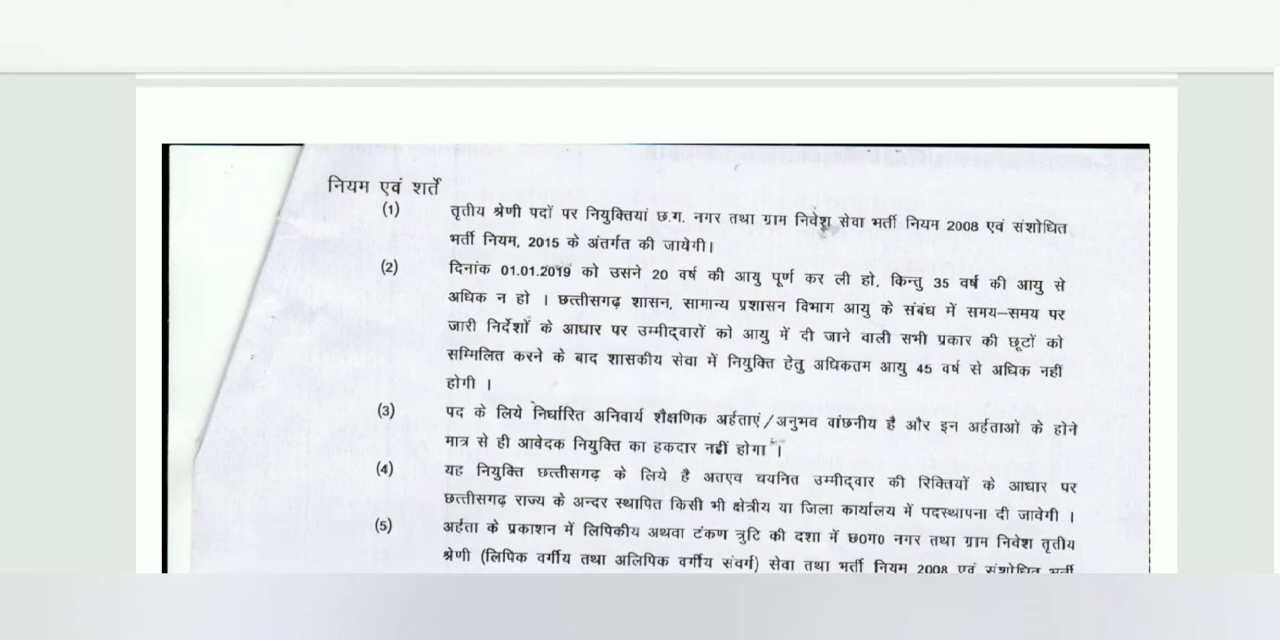 नियम एवं शर्ते
(1) तृतीय श्रेणी पदों पर नियुक्तियां छ.ग. नगर तथा ग्राम निवेश सेवा भर्ती नियम 2008 एवं संशोधित
भर्ती नियम, 2015 के अंतर्गत की जायेगी।
(2) दिनांक 01.01.2019 को उसने 20 वर्ष की आयु पूर्ण कर ली हो, किन्तु 35 वर्ष की आयु से
अधिक न हो । छत्तीसगढ़ शासन, सामान्य प्रशासन विभाग आयु के संबंध में समय–समय पर
जारी निर्देशों के आधार पर उम्मीद्वारों को आयु में दी जाने वाली सभी प्रकार की छूटों को
सम्मिलित करने के बाद शासकीय सेवा में नियुक्ति हेतु अधिकतम आयु 45 वर्ष से अधिक नहीं
होगी ।
(3) पद के लिये निर्धारित अनिवार्य शैक्षणिक अर्हताएं/अनुभव वांछनीय है और इन अर्हताओं के होने
मात्र से ही आवेदक नियुक्ति का हकदार नहीं होगा ।
(4) यह नियुक्ति छत्तीसगढ़ के लिये है अतएव चयनित उम्मीद्वार की रिक्तियों के आधार पर
छत्तीसगढ़ राज्य के अन्दर स्थापित किसी भी क्षेत्रीय या जिला कार्यालय में पदस्थापना दी जावेगी ।
(5) अर्हता के प्रकाशन में लिपिकीय अथवा टंकण त्रुटि की दशा में छ0ग0 नगर तथा ग्राम निवेश तृतीय
श्रेणी (लिपिक वर्गीय तथा अलिपिक वर्गीय संवर्ग) सेवा तथा भर्ती नियम 2008 एवं संशोधित भर्ती